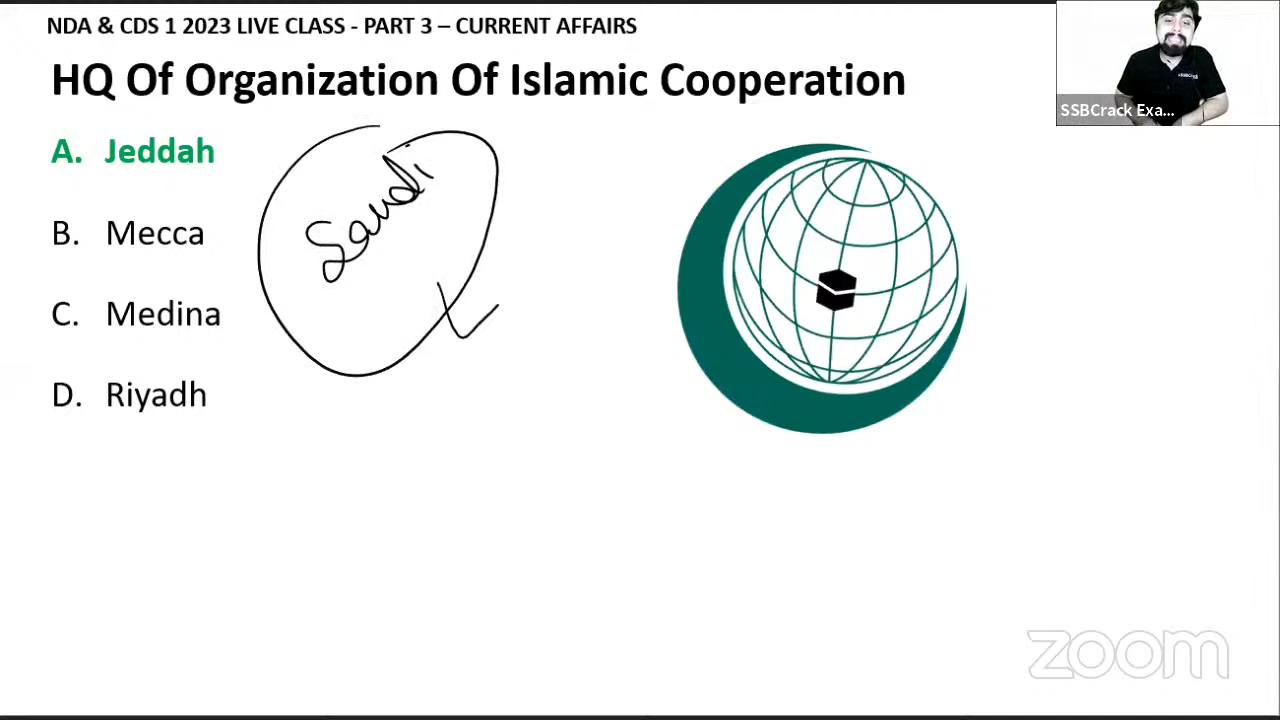 NDA & CDS 1 2023 LIVE CLASS - PART 3 – CURRENT AFFAIRS
HQ Of Organization Of Islamic Cooperation
SSBCrack Exa...
A. Jeddah
B. Mecca
C. Medina
D. Riyadh
Saudi
zoom